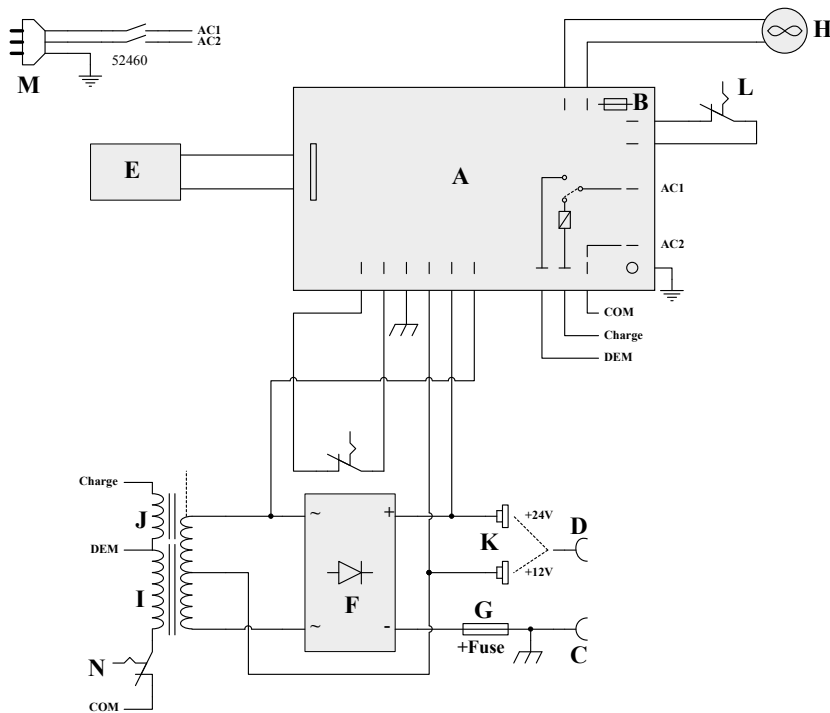 AC1
AC2
H
M
52460
B
L
E
A
AC1
AC2
COM
Charge
DEM
Charge
J
+
+24V
D
~
K
DEM
I
F
+12V
G
~
-
+Fuse
C
N
COM